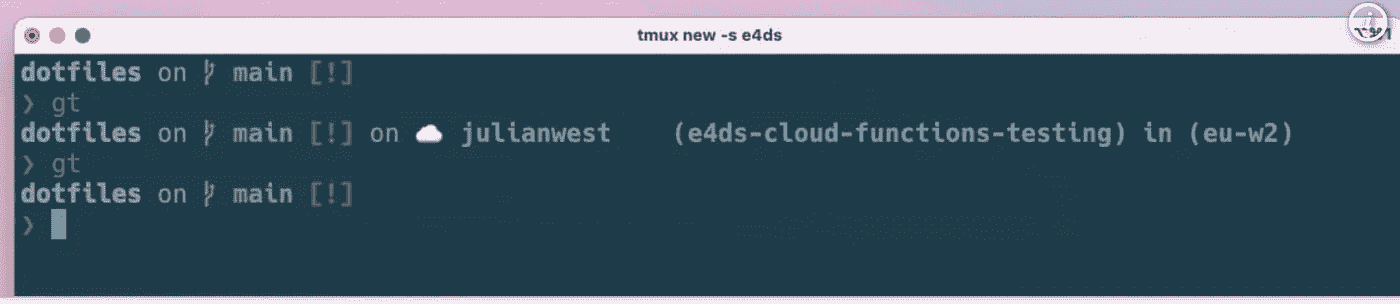 tmux new -s e4ds
dotfiles on main [!]
❯ gt
dotfiles on main [!] on ☁️ julianwest (e4ds-cloud-functions-testing) in (eu-w2)
❯ gt
dotfiles on main [!]
❯